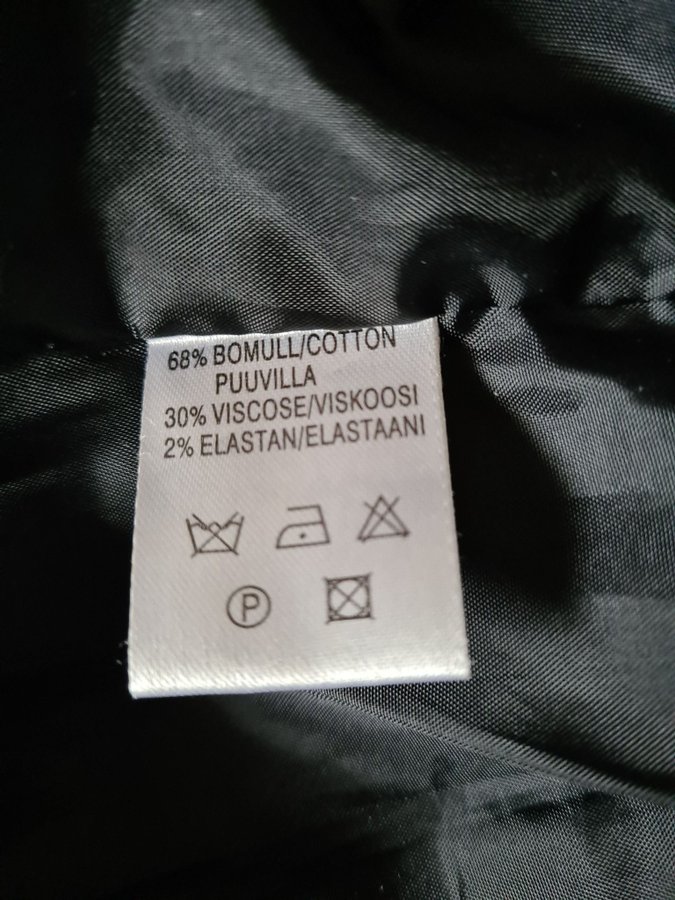 68% BOMULL/COTTON
PUUVILLA
30% VISCOSE/VISKOOSI
2% ELASTAN/ELASTAANI
P